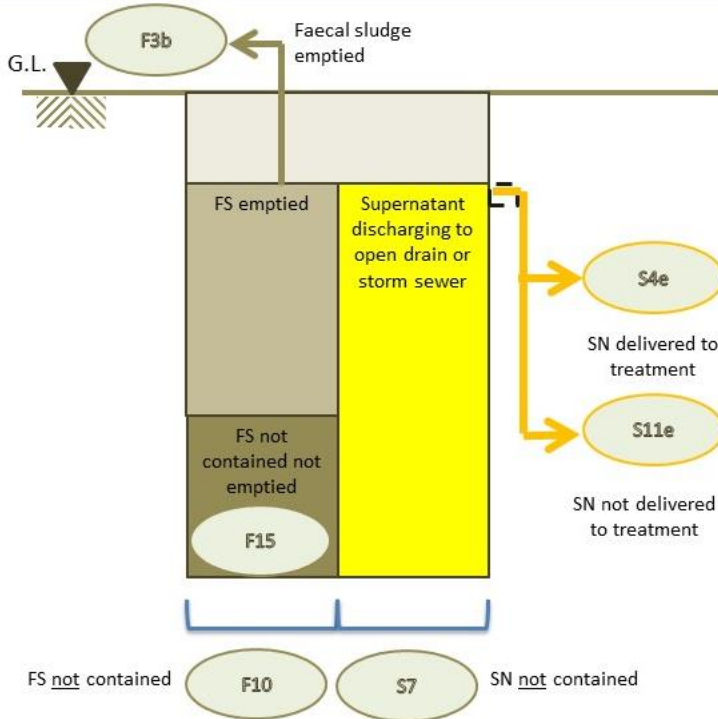 F3b
Faecal sludge
emptied
G.L.
FS emptied
Supernatant
discharging to
open drain or
storm sewer
S4e
SN delivered to
treatment
FS not
contained not
emptied
S11e
F15
SN not delivered
to treatment
FS not contained
F10
S7
SN not contained